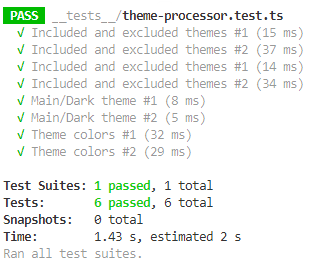 PASS __tests__/theme-processor.test.ts
√ Included and excluded themes #1 (15 ms)
√ Included and excluded themes #2 (37 ms)
√ Included and excluded themes #1 (14 ms)
√ Included and excluded themes #2 (34 ms)
√ Main/Dark theme #1 (8 ms)
√ Main/Dark theme #2 (5 ms)
√ Theme colors #1 (32 ms)
√ Theme colors #2 (29 ms)
Test Suites: 1 passed, 1 total
Tests: 6 passed, 6 total
Snapshots: 0 total
Time: 1.43 s, estimated 2 s
Ran all test suites.